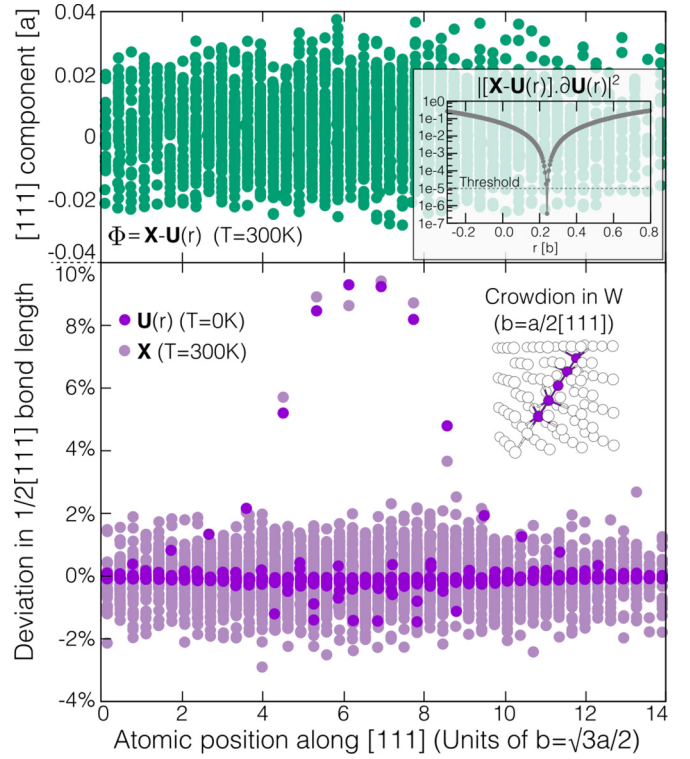 0.04
0.02
0
-0.02
-0.04
[111] component [a]
Φ = X-U(r) (T=300K)
|[X-U(r)].∂U(r)|²
1e0
1e-1
1e-2
1e-3
1e-4
1e-5
1e-6
1e-7
Threshold
-0.2 0.0 0.2 0.4 0.6 0.8
r [b]
10%
8%
6%
4%
2%
0%
-2%
-4%
Deviation in 1/2[111] bond length
U(r) (T=0K)
X (T=300K)
Crowdion in W
(b=a/2[111])
0 2 4 6 8 10 12 14
Atomic position along [111] (Units of b=√3a/2)